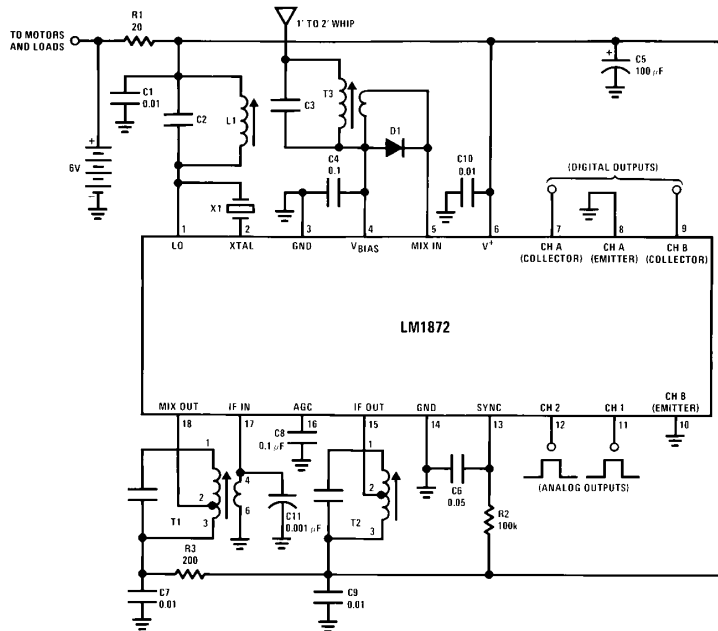 TO MOTORS
AND LOADS
R1
20
1' TO 2' WHIP
C1
0.01
C2
L1
C3
T3
D1
C5
100 μF
+
6V
−
X1
C4
0.1
C10
0.01
(DIGITAL OUTPUTS)
1 2 3 4 5 6 7 8 9
LO XTAL GND VBIAS MIX IN V+ CH A
(COLLECTOR) CH A
(EMITTER) CH B
(COLLECTOR)
LM1872
MIX OUT IF IN AGC IF OUT GND SYNC CH 2 CH 1 CH B
(EMITTER)
18 17 16 15 14 13 12 11 10
C8
0.1 μF
1
2
3
T1
4
6
C11
0.001 μF
1
2
3
T2
C6
0.05
R2
100k
(ANALOG OUTPUTS)
R3
200
C7
0.01
C9
0.01